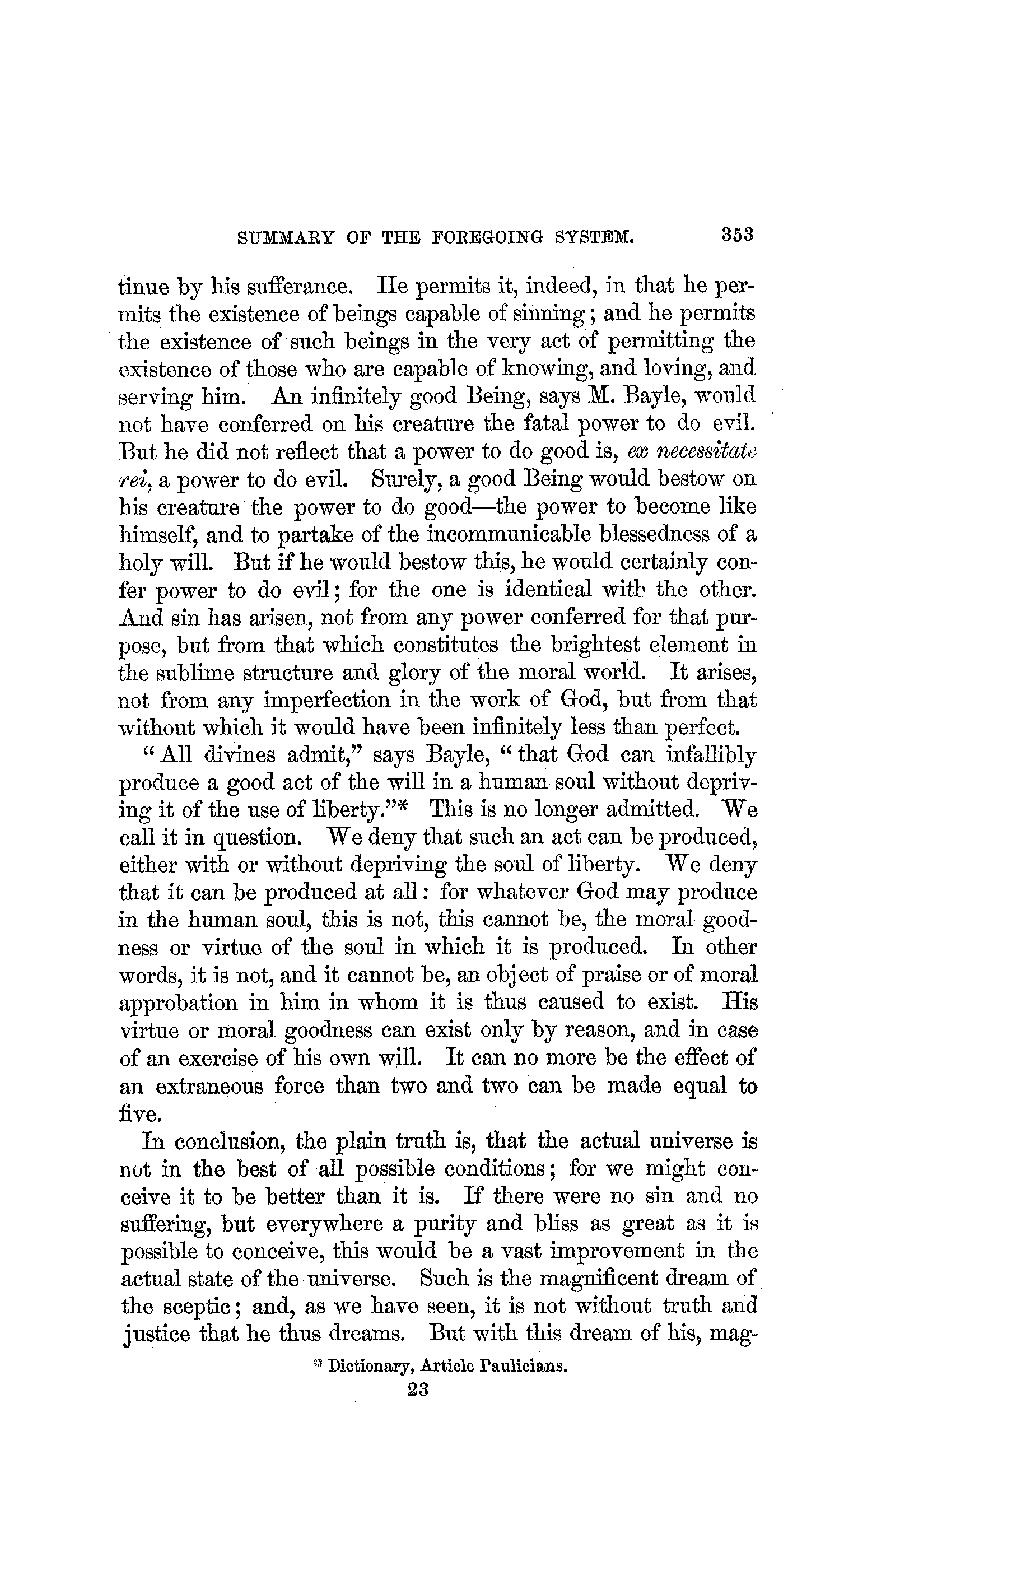 SUMMARY OF THE FOREGOING SYSTEM. 353
tinue by his sufferance. He permits it, indeed, in that he per-
mits the existence of beings capable of sinning; and he permits
the existence of such beings in the very act of permitting the
existence of those who are capable of knowing, and loving, and
serving him. An infinitely good Being, says M. Bayle, would
not have conferred on his creature the fatal power to do evil.
But he did not reflect that a power to do good is, ex necessitate
rei, a power to do evil. Surely, a good Being would bestow on
his creature the power to do good—the power to become like
himself, and to partake of the incommunicable blessedness of a
holy will. But if he would bestow this, he would certainly con-
fer power to do evil; for the one is identical with the other.
And sin has arisen, not from any power conferred for that pur-
pose, but from that which constitutes the brightest element in
the sublime structure and glory of the moral world. It arises,
not from any imperfection in the work of God, but from that
without which it would have been infinitely less than perfect.
"All divines admit," says Bayle, "that God can infallibly
produce a good act of the will in a human soul without depriv-
ing it of the use of liberty."* This is no longer admitted. We
call it in question. We deny that such an act can be produced,
either with or without depriving the soul of liberty. We deny
that it can be produced at all: for whatever God may produce
in the human soul, this is not, this cannot be, the moral good-
ness or virtue of the soul in which it is produced. In other
words, it is not, and it cannot be, an object of praise or of moral
approbation in him in whom it is thus caused to exist. His
virtue or moral goodness can exist only by reason, and in case
of an exercise of his own will. It can no more be the effect of
an extraneous force than two and two can be made equal to
five.
In conclusion, the plain truth is, that the actual universe is
not in the best of all possible conditions; for we might con-
ceive it to be better than it is. If there were no sin and no
suffering, but everywhere a purity and bliss as great as it is
possible to conceive, this would be a vast improvement in the
actual state of the universe. Such is the magnificent dream of
the sceptic; and, as we have seen, it is not without truth and
justice that he thus dreams. But with this dream of his, mag-
* Dictionary, Article Paulicians.
23